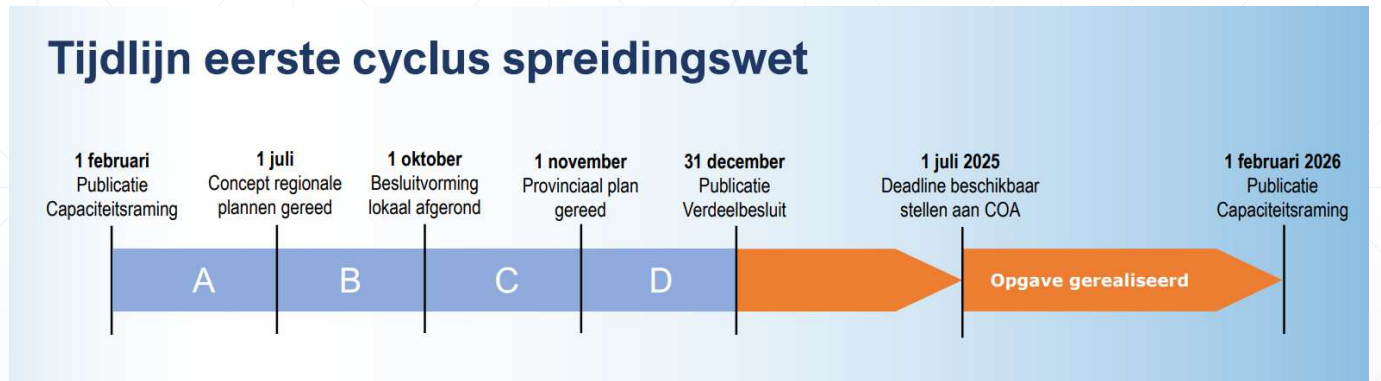 Tijdlijn eerste cyclus spreidingswet
1 februari
Publicatie
Capaciteitsraming
1 juli
Concept regionale
plannen gereed
1 oktober
Besluitvorming
lokaal afgerond
1 november
Provinciaal plan
gereed
31 december
Publicatie
Verdeelbesluit
1 juli 2025
Deadline beschikbaar
stellen aan COA
1 februari 2026
Publicatie
Capaciteitsraming
A
B
C
D
Opgave gerealiseerd